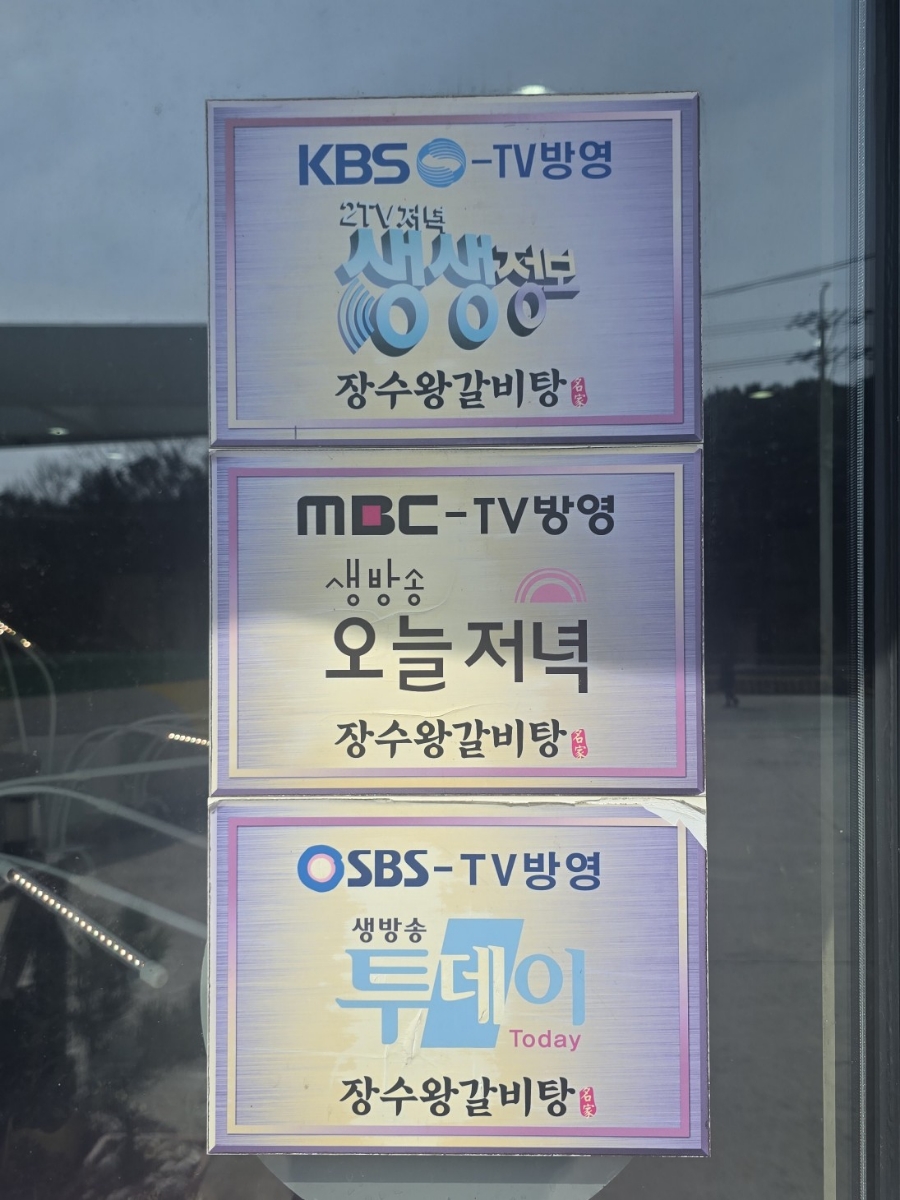 KBS-TV방영
2TV 저녁
생생정보
장수왕갈비탕 名家
MBC-TV방영
생방송
오늘저녁
장수왕갈비탕 名家
SBS-TV방영
생방송
투데이
Today
장수왕갈비탕 名家